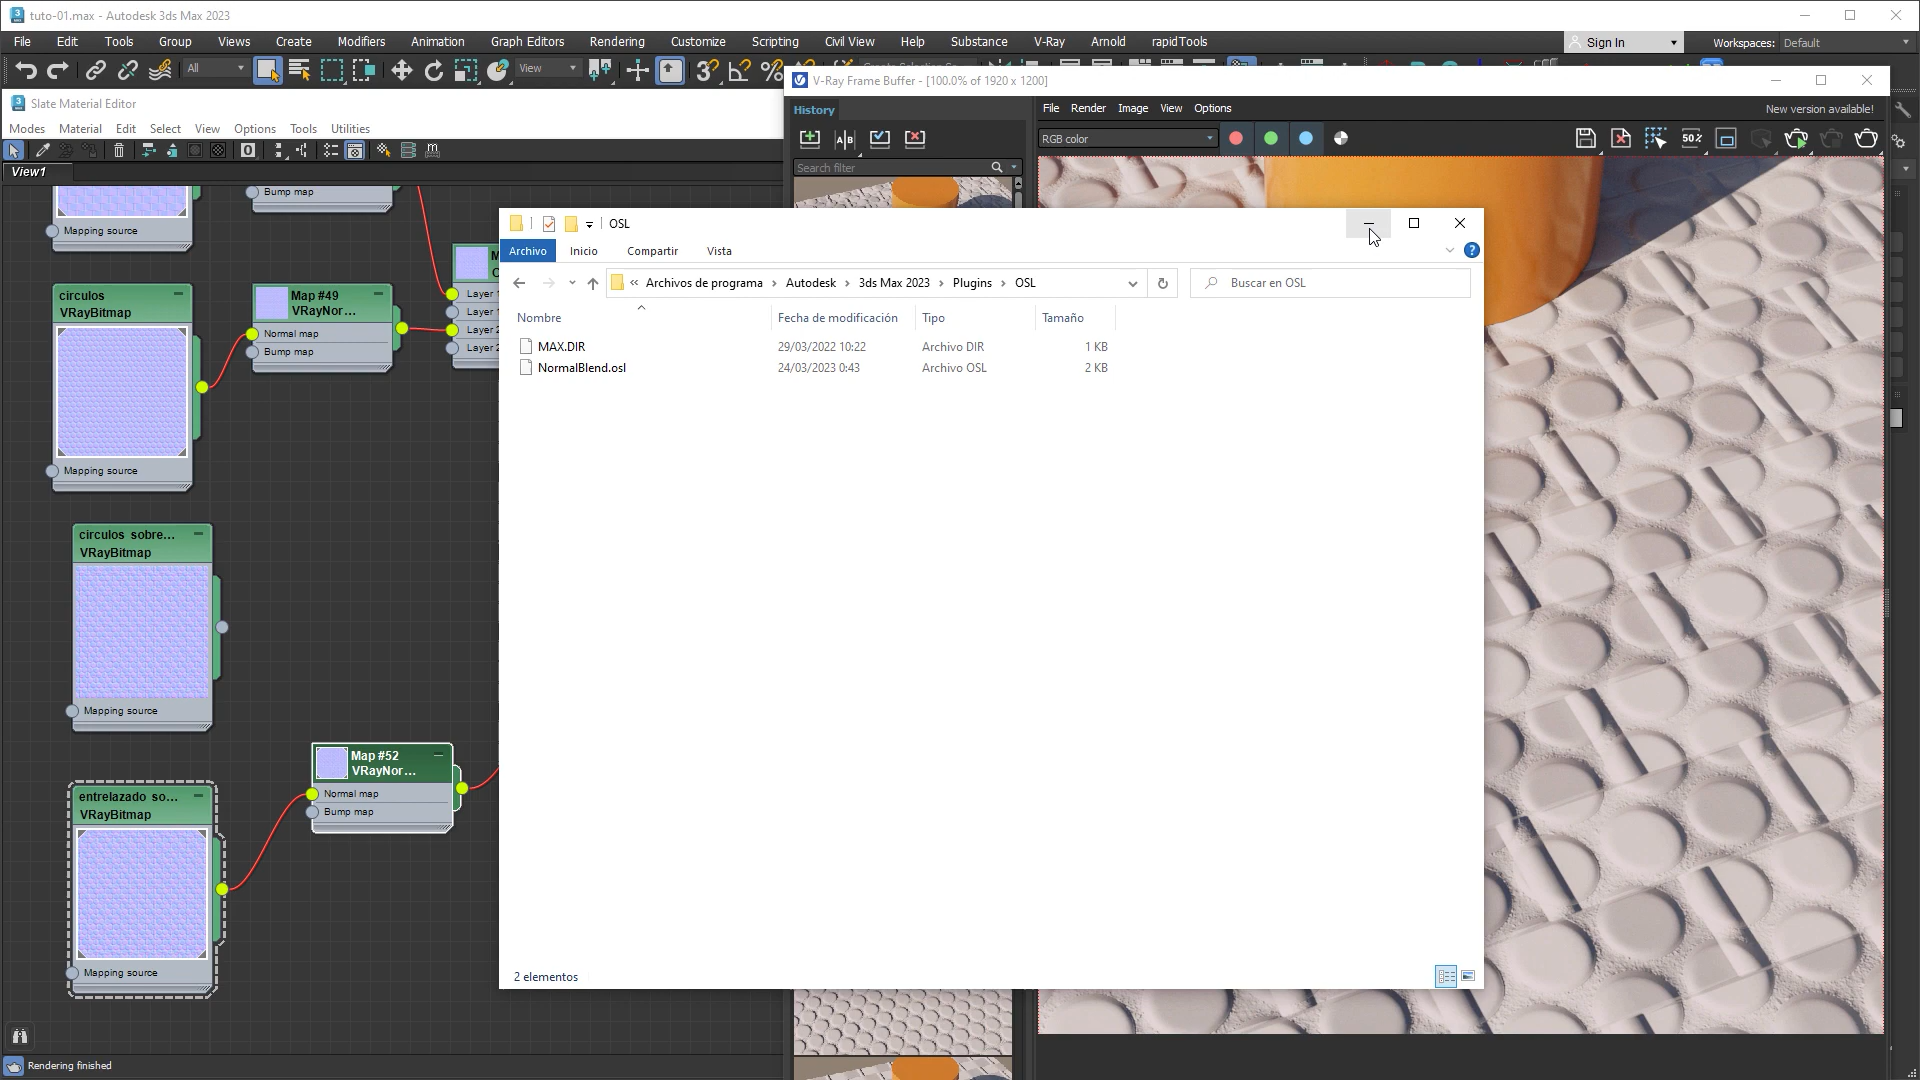 tuto-01.max - Autodesk 3ds Max 2023
File Edit Tools Group Views Create Modifiers Animation Graph Editors Rendering Customize Scripting Civil View Help Substance V-Ray Arnold rapidTools
Sign In
Workspaces: Default
All
View
V-Ray Frame Buffer - [100.0% of 1920 x 1200]
Slate Material Editor
Modes Material Edit Select View Options Tools Utilities
View1
History
Search filter
File Render Image View Options
New version available!
RGB color
50%
Bump map
Mapping source
circulos
VRayBitmap
Mapping source
Map #49
VRayNor...
Normal map
Bump map
Layer
Layer
Layer 2
Layer 2
circulos sobre...
VRayBitmap
Mapping source
Map #52
VRayNor...
Normal map
Bump map
entrelazado so...
VRayBitmap
Mapping source
OSL
Archivo Inicio Compartir Vista
« Archivos de programa › Autodesk › 3ds Max 2023 › Plugins › OSL
Buscar en OSL
Nombre Fecha de modificación Tipo Tamaño
MAX.DIR 29/03/2022 10:22 Archivo DIR 1 KB
NormalBlend.osl 24/03/2023 0:43 Archivo OSL 2 KB
2 elementos
Rendering finished